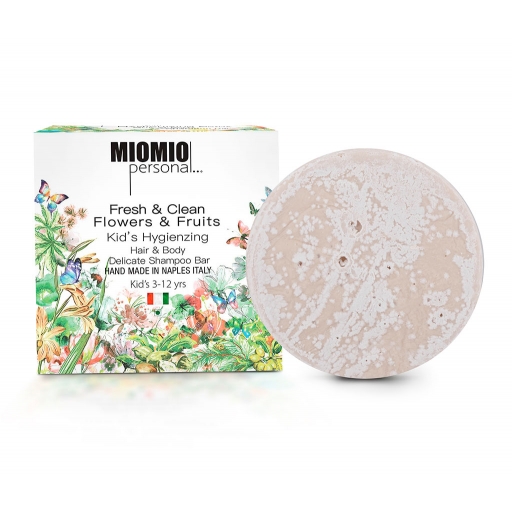 MIOMIO
personal...
Fresh & Clean
Flowers & Fruits
Kid's Hygienzing
Hair & Body
Delicate Shampoo Bar
HAND MADE IN NAPLES ITALY
Kid's 3-12 yrs